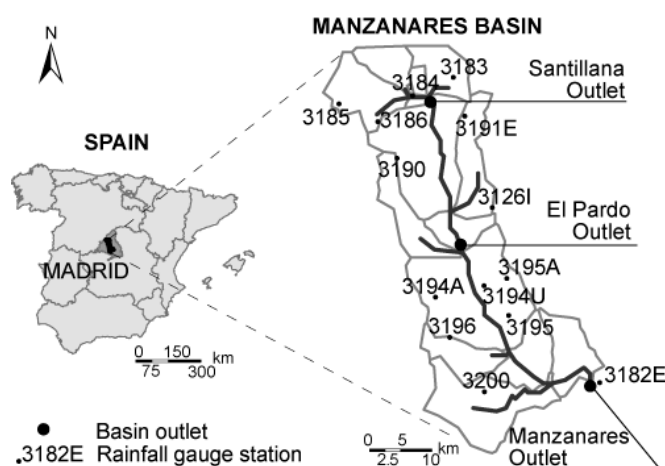 N
MANZANARES BASIN
SPAIN
MADRID
0 150 km
75 300
Basin outlet
3182E Rainfall gauge station
3183
3184
3185
3186
3191E
3190
3126I
3195A
3194A
3194U
3195
3196
3200
3182E
Santillana
Outlet
El Pardo
Outlet
Manzanares
Outlet
0 5 km
2.5 10